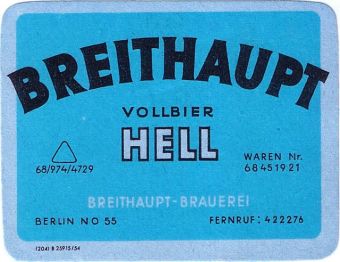 BREITHAUPT
VOLLBIER
HELL
68/974/4729
WAREN Nr.
68 45 19 21
BREITHAUPT-BRAUEREI
BERLIN NO 55 FERNRUF: 422276
(204) B 25915/54